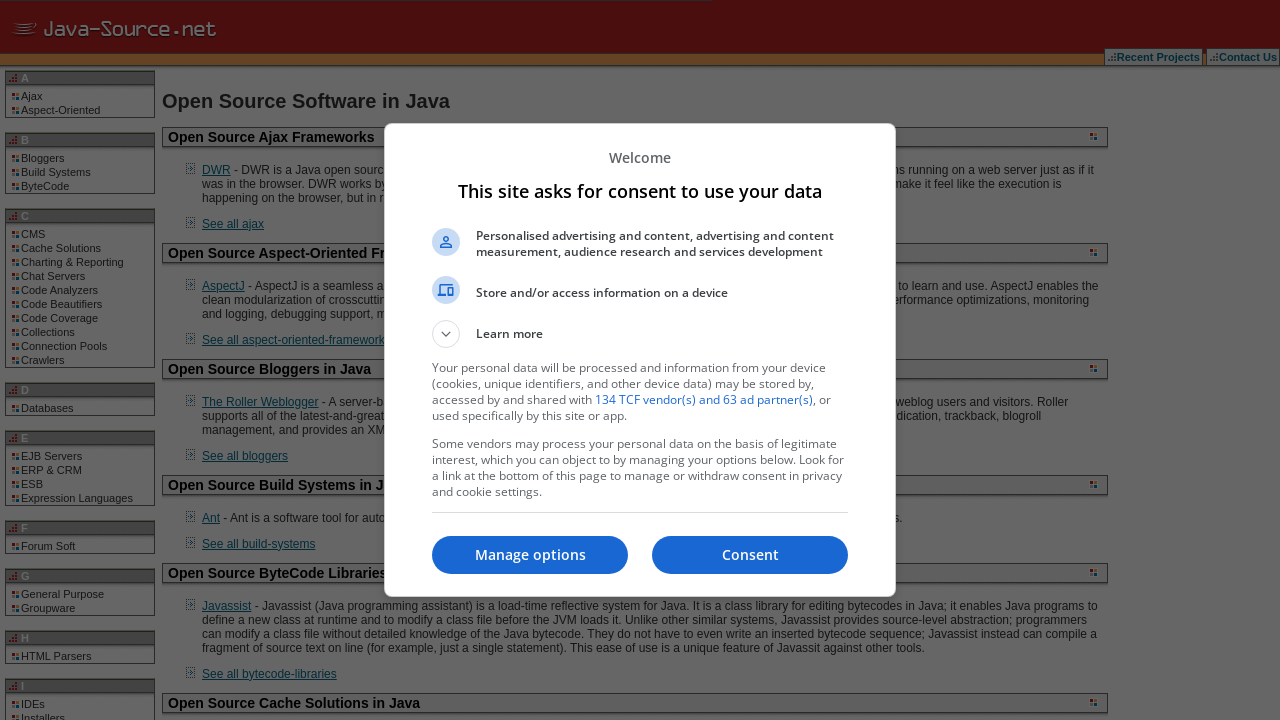 Java-Source.net
Recent Projects
Contact Us
A
Ajax
Aspect-Oriented
B
Bloggers
Build Systems
ByteCode
C
CMS
Cache Solutions
Charting & Reporting
Chat Servers
Code Analyzers
Code Beautifiers
Code Coverage
Collections
Connection Pools
Crawlers
D
Databases
E
EJB Servers
ERP & CRM
ESB
Expression Languages
F
Forum Soft
G
General Purpose
Groupware
H
HTML Parsers
I
IDEs
Installers
Open Source Software in Java
Open Source Ajax Frameworks
DWR - DWR is a Java open sourc
ns running on a web server just as if it
was in the browser. DWR works by
make it feel like the execution is
happening on the browser, but in r
See all ajax
Open Source Aspect-Oriented Fr
AspectJ - AspectJ is a seamless a
to learn and use. AspectJ enables the
clean modularization of crosscuttin
erformance optimizations, monitoring
and logging, debugging support, m
See all aspect-oriented-framework
Open Source Bloggers in Java
The Roller Weblogger - A server-b
weblog users and visitors. Roller
supports all of the latest-and-great
dication, trackback, blogroll
management, and provides an XM
See all bloggers
Open Source Build Systems in J
Ant - Ant is a software tool for auto
s.
See all build-systems
Open Source ByteCode Libraries
Javassist - Javassist (Java programming assistant) is a load-time reflective system for Java. It is a class library for editing bytecodes in Java; it enables Java programs to
define a new class at runtime and to modify a class file before the JVM loads it. Unlike other similar systems, Javassist provides source-level abstraction; programmers
can modify a class file without detailed knowledge of the Java bytecode. They do not have to even write an inserted bytecode sequence; Javassist instead can compile a
fragment of source text on line (for example, just a single statement). This ease of use is a unique feature of Javassit against other tools.
See all bytecode-libraries
Open Source Cache Solutions in Java
Welcome
This site asks for consent to use your data
Personalised advertising and content, advertising and content
measurement, audience research and services development
Store and/or access information on a device
Learn more
Your personal data will be processed and information from your device
(cookies, unique identifiers, and other device data) may be stored by,
accessed by and shared with 134 TCF vendor(s) and 63 ad partner(s), or
used specifically by this site or app.
Some vendors may process your personal data on the basis of legitimate
interest, which you can object to by managing your options below. Look for
a link at the bottom of this page to manage or withdraw consent in privacy
and cookie settings.
Manage options
Consent